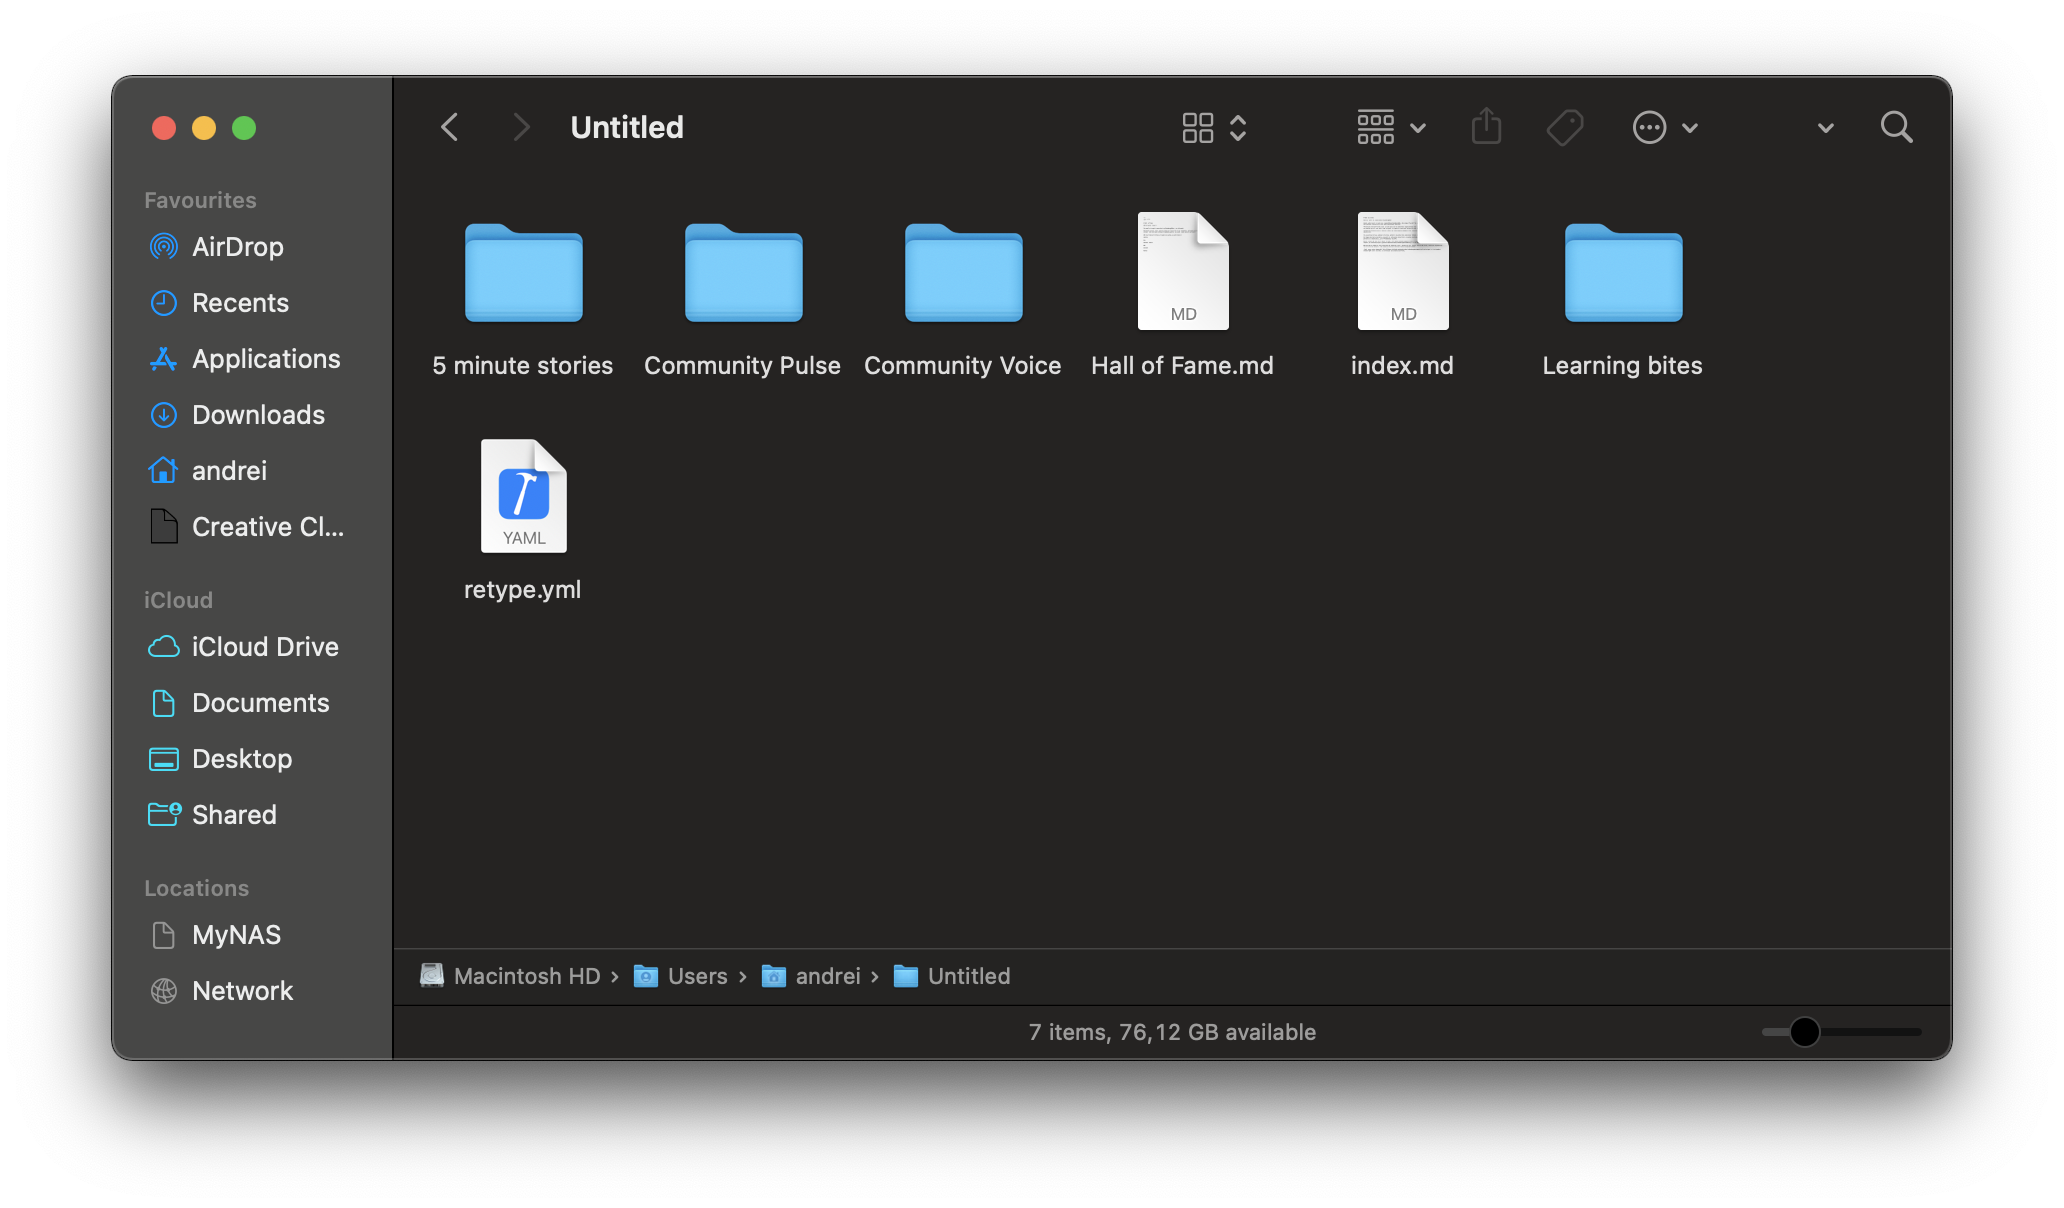 Untitled
Favourites
AirDrop
Recents
Applications
Downloads
andrei
Creative Cl...
iCloud
iCloud Drive
Documents
Desktop
Shared
Locations
MyNAS
Network
5 minute stories
Community Pulse
Community Voice
MD
Hall of Fame.md
MD
index.md
Learning bites
YAML
retype.yml
Macintosh HD › Users › andrei › Untitled
7 items, 76,12 GB available